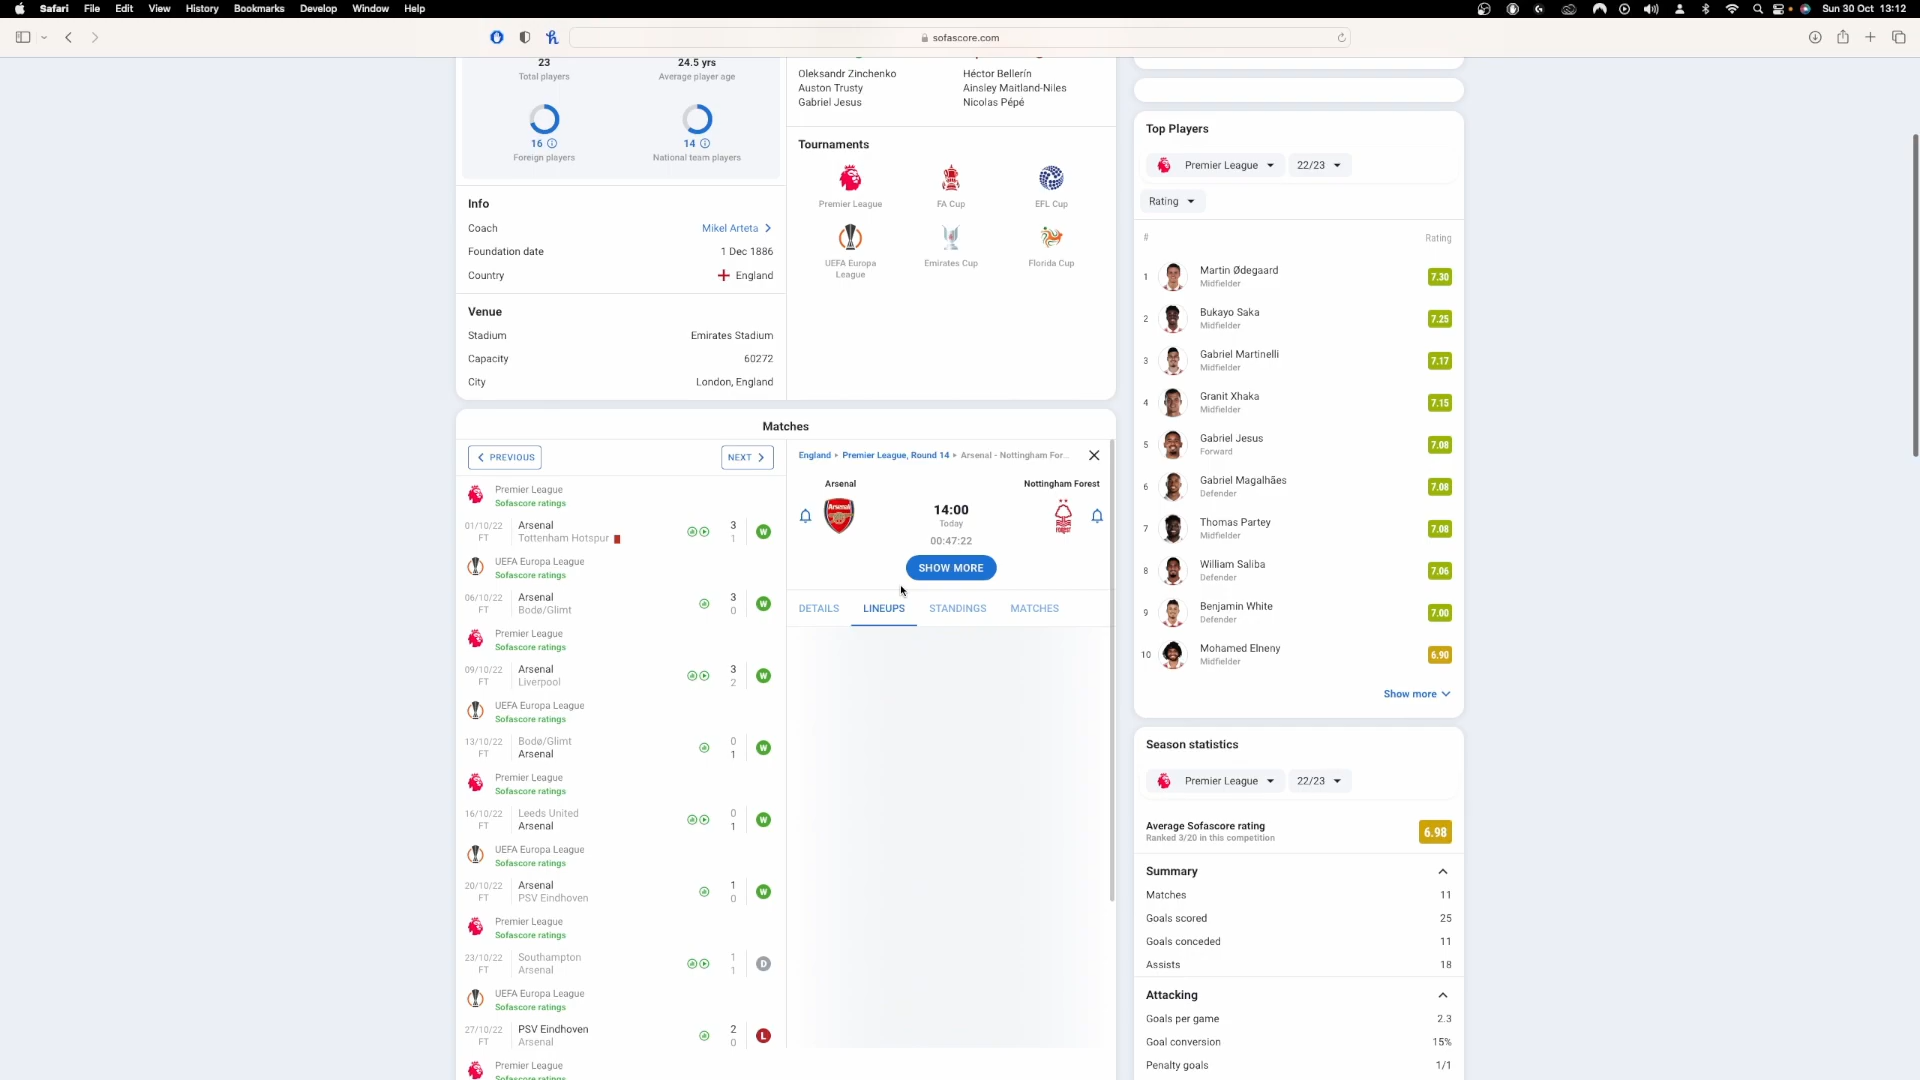 Safari File Edit View History Bookmarks Develop Window Help
Sun 30 Oct 13:12
sofascore.com
23
Total players
24.5 yrs
Average player age
16
Foreign players
14
National team players
Info
Coach Mikel Arteta
Foundation date 1 Dec 1886
Country England
Venue
Stadium Emirates Stadium
Capacity 60272
City London, England
Oleksandr Zinchenko
Auston Trusty
Gabriel Jesus
Héctor Bellerín
Ainsley Maitland-Niles
Nicolas Pépé
Tournaments
Premier League
FA Cup
EFL Cup
UEFA Europa
League
Emirates Cup
Florida Cup
Matches
PREVIOUS
NEXT
Premier League
Sofascore ratings
01/10/22 Arsenal 3
FT Tottenham Hotspur 1
W
UEFA Europa League
Sofascore ratings
06/10/22 Arsenal 3
FT Bodø/Glimt 0
W
Premier League
Sofascore ratings
09/10/22 Arsenal 3
FT Liverpool 2
W
UEFA Europa League
Sofascore ratings
13/10/22 Bodø/Glimt 0
FT Arsenal 1
W
Premier League
Sofascore ratings
16/10/22 Leeds United 0
FT Arsenal 1
W
UEFA Europa League
Sofascore ratings
20/10/22 Arsenal 1
FT PSV Eindhoven 0
W
Premier League
Sofascore ratings
23/10/22 Southampton 1
FT Arsenal 1
D
UEFA Europa League
Sofascore ratings
27/10/22 PSV Eindhoven 2
FT Arsenal 0
L
Premier League
Sofascore ratings
England Premier League, Round 14 Arsenal - Nottingham For...
Arsenal
Nottingham Forest
14:00
Today
00:47:22
SHOW MORE
DETAILS LINEUPS STANDINGS MATCHES
Top Players
Premier League 22/23
Rating
# Rating
1 Martin Ødegaard 7.30
Midfielder
2 Bukayo Saka 7.25
Midfielder
3 Gabriel Martinelli 7.17
Midfielder
4 Granit Xhaka 7.15
Midfielder
5 Gabriel Jesus 7.08
Forward
6 Gabriel Magalhães 7.08
Defender
7 Thomas Partey 7.08
Midfielder
8 William Saliba 7.06
Defender
9 Benjamin White 7.00
Defender
10 Mohamed Elneny 6.90
Midfielder
Show more
Season statistics
Premier League 22/23
Average Sofascore rating 6.98
Ranked 3/20 in this competition
Summary
Matches 11
Goals scored 25
Goals conceded 11
Assists 18
Attacking
Goals per game 2.3
Goal conversion 15%
Penalty goals 1/1